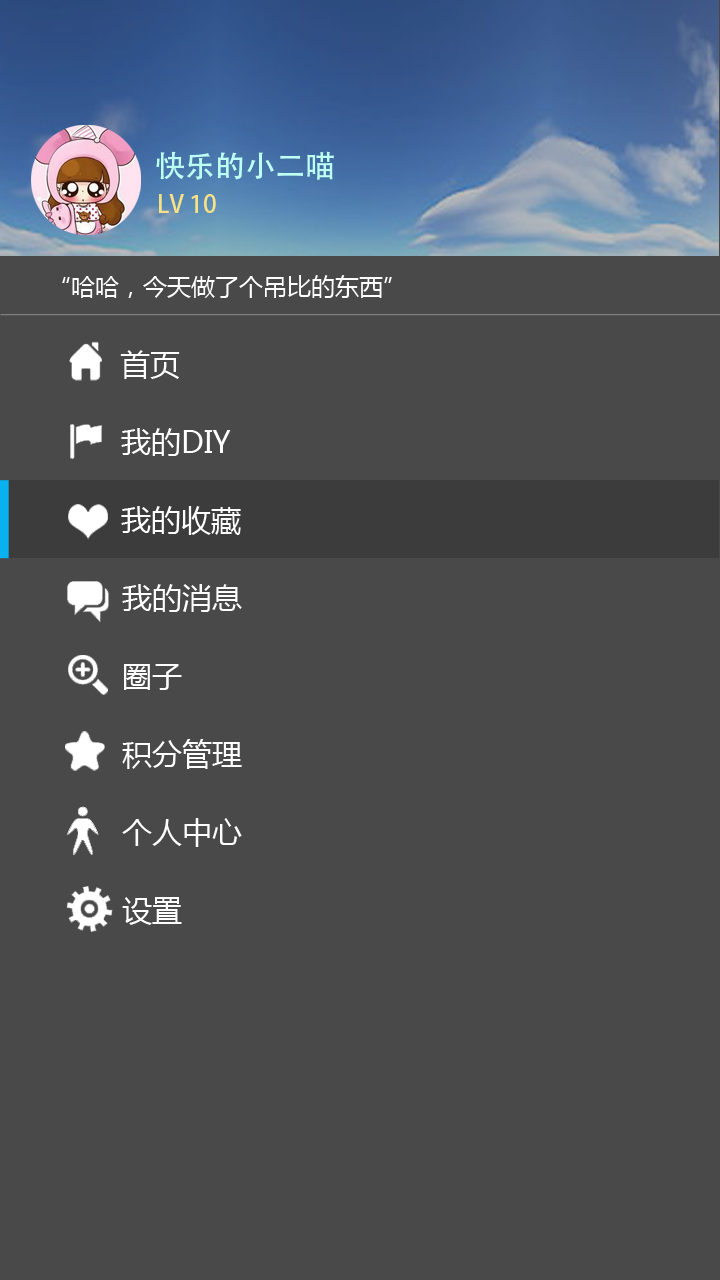 快乐的小二喵
LV 10
“哈哈，今天做了个吊比的东西”
首页
我的DIY
我的收藏
我的消息
圈子
积分管理
个人中心
设置